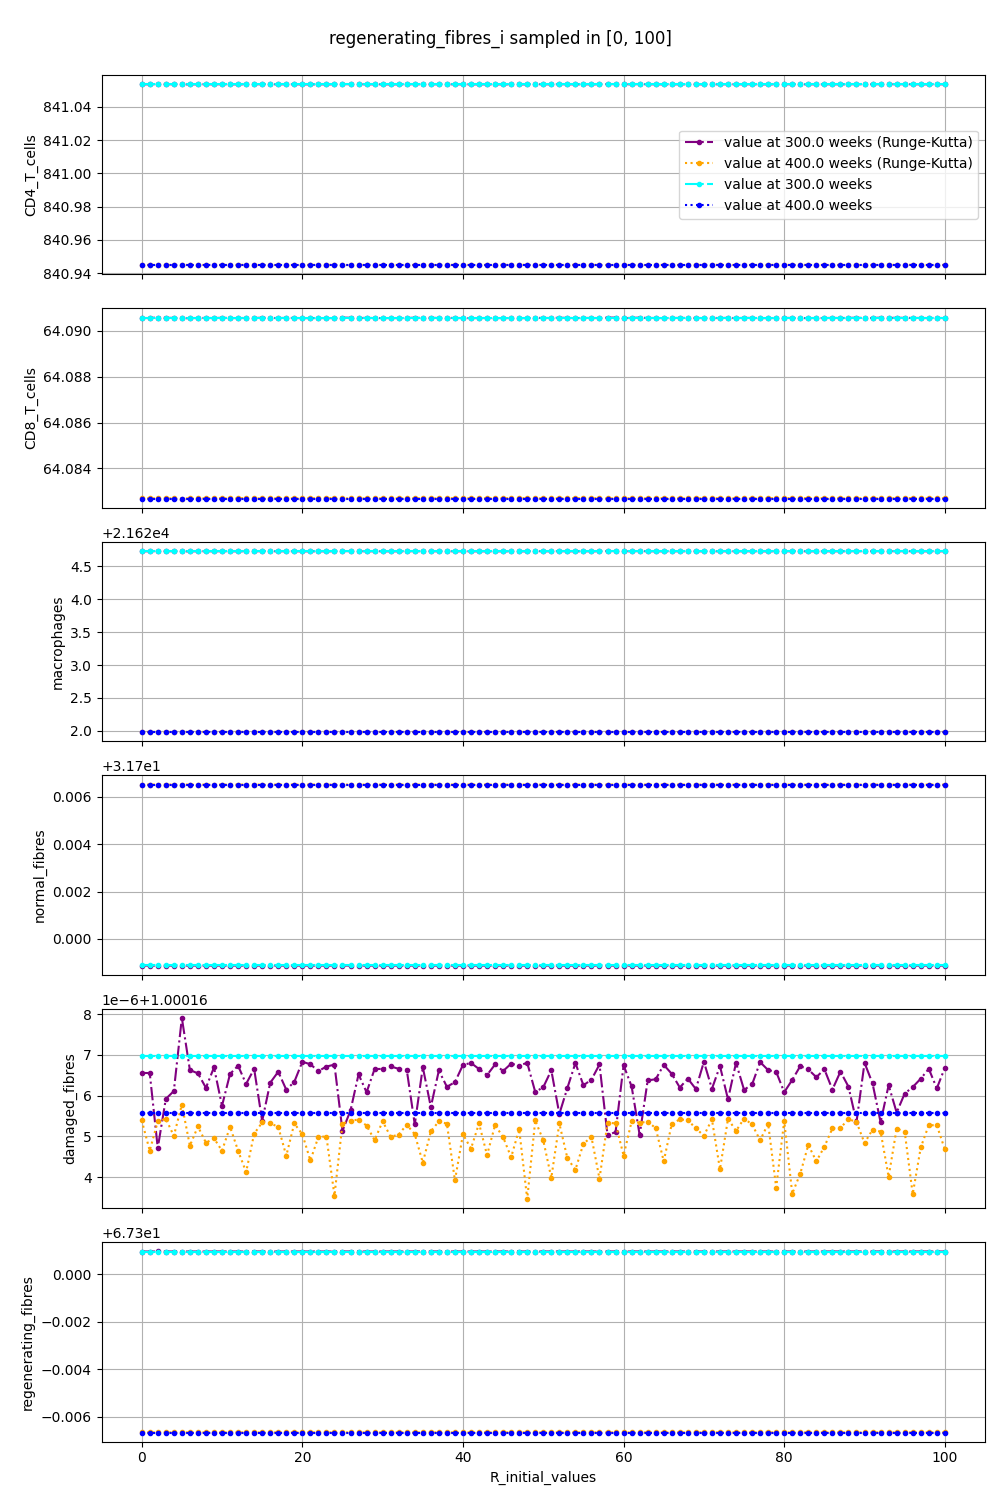 regenerating_fibres_i sampled in [0, 100]
841.04
841.02
841.00
840.98
840.96
840.94
CD4_T_cells
value at 300.0 weeks (Runge-Kutta)
value at 400.0 weeks (Runge-Kutta)
value at 300.0 weeks
value at 400.0 weeks
64.090
64.088
64.086
64.084
CD8_T_cells
+2.162e4
4.5
4.0
3.5
3.0
2.5
2.0
macrophages
+3.17e1
0.006
0.004
0.002
0.000
normal_fibres
1e−6+1.00016
8
7
6
5
4
damaged_fibres
+6.73e1
0.000
−0.002
−0.004
−0.006
regenerating_fibres
0 20 40 60 80 100
R_initial_values